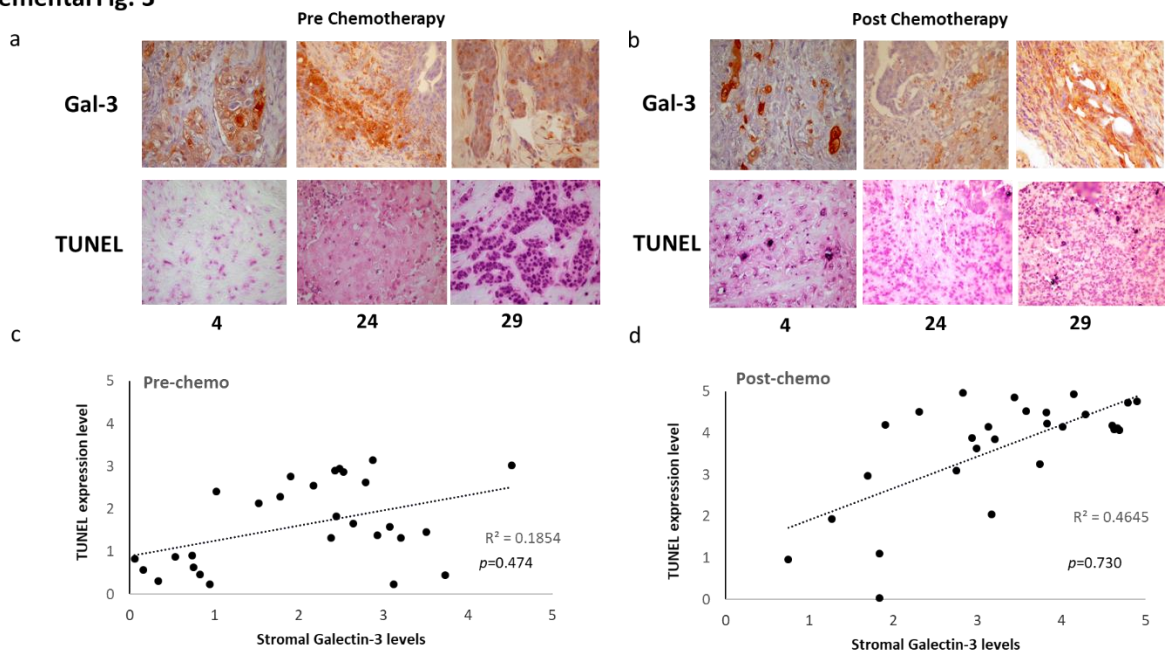 Pre Chemotherapy
Post Chemotherapy
a
b
Gal-3
Gal-3
TUNEL
TUNEL
4
24
29
4
24
29
c
d
Pre-chemo
TUNEL expression level
5
4
3
2
1
0
R² = 0.1854
p=0.474
0
1
2
3
4
5
Stromal Galectin-3 levels
Post-chemo
TUNEL expression level
5
4
3
2
1
0
R² = 0.4645
p=0.730
0
1
2
3
4
5
Stromal Galectin-3 levels